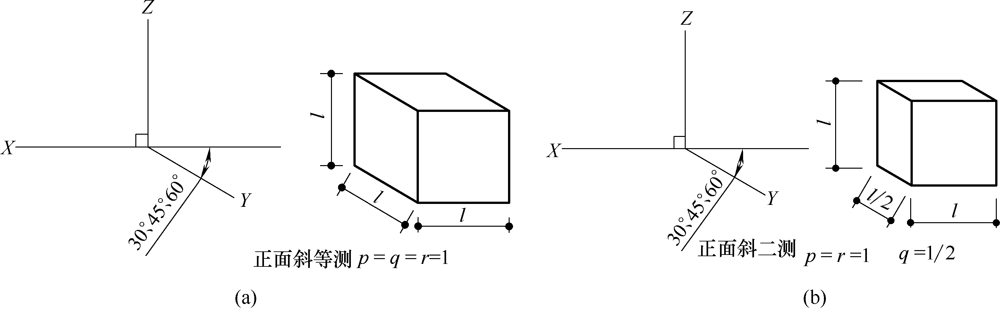 Z
X
Y
30°、45°、60°
l
l
l
正面斜等测 p = q = r=1
(a)
Z
X
Y
30°、45°、60°
l
l/2
l
正面斜二测 p = r =1 q =1/2
(b)